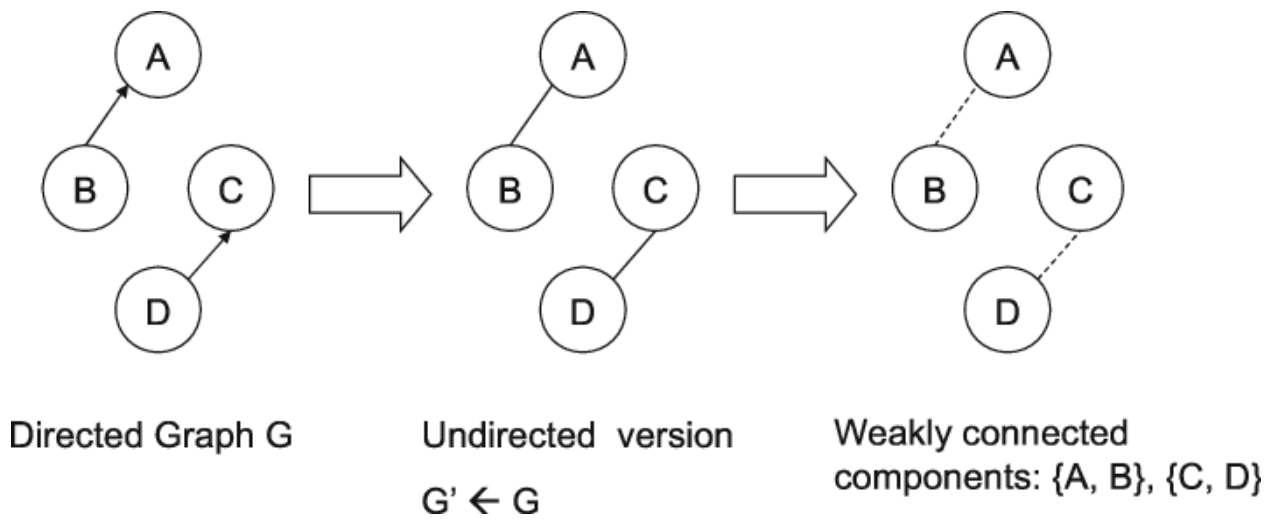 A
B
C
D
A
B
C
D
A
B
C
D
Directed Graph G
Undirected version
G' ← G
Weakly connected
components: {A, B}, {C, D}